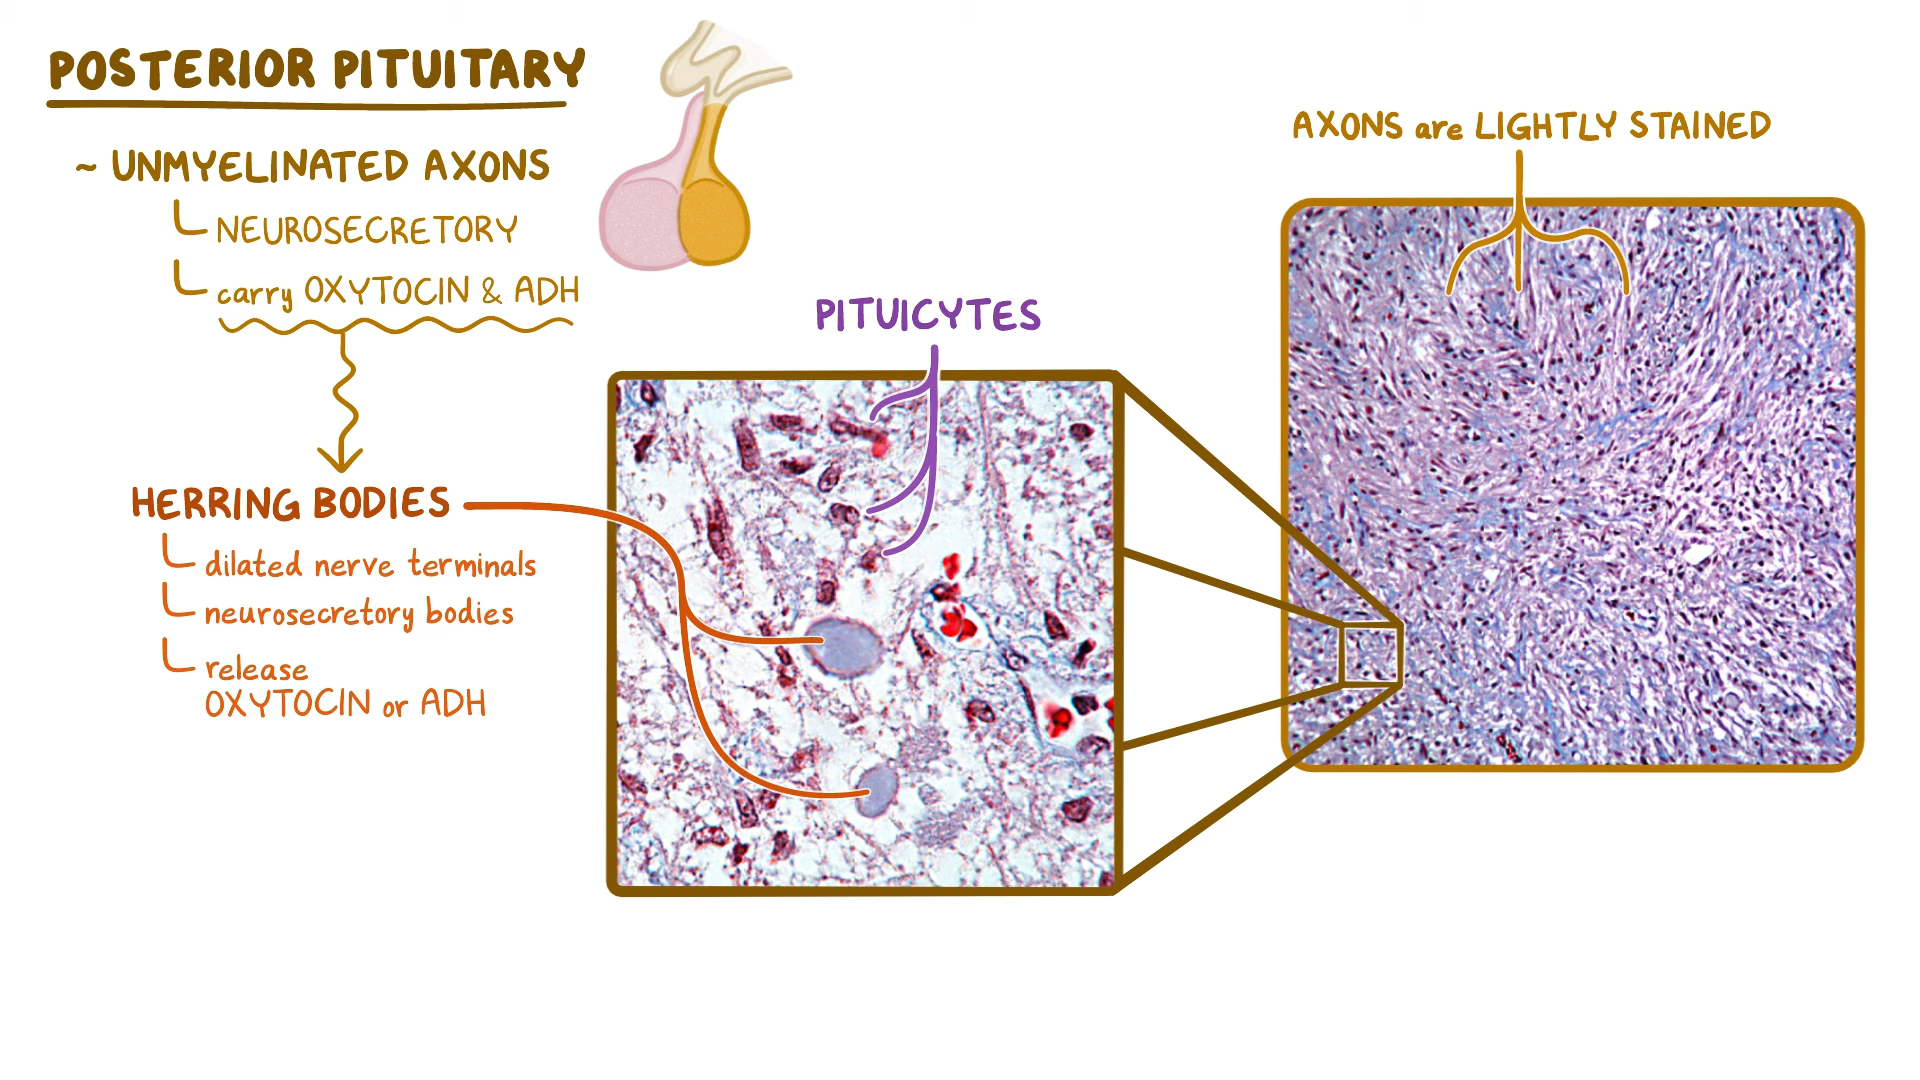 POSTERIOR PITUITARY
~ UNMYELINATED AXONS
NEUROSECRETORY
carry OXYTOCIN & ADH
HERRING BODIES
dilated nerve terminals
neurosecretory bodies
release
OXYTOCIN or ADH
PITUICYTES
AXONS are LIGHTLY STAINED